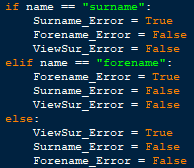 if name == "surname":
    Surname_Error = True
    Forename_Error = False
    ViewSur_Error = False
elif name == "forename":
    Forename_Error = True
    Surname_Error = False
    ViewSur_Error = False
else:
    ViewSur_Error = True
    Surname_Error = False
    Forename_Error = False